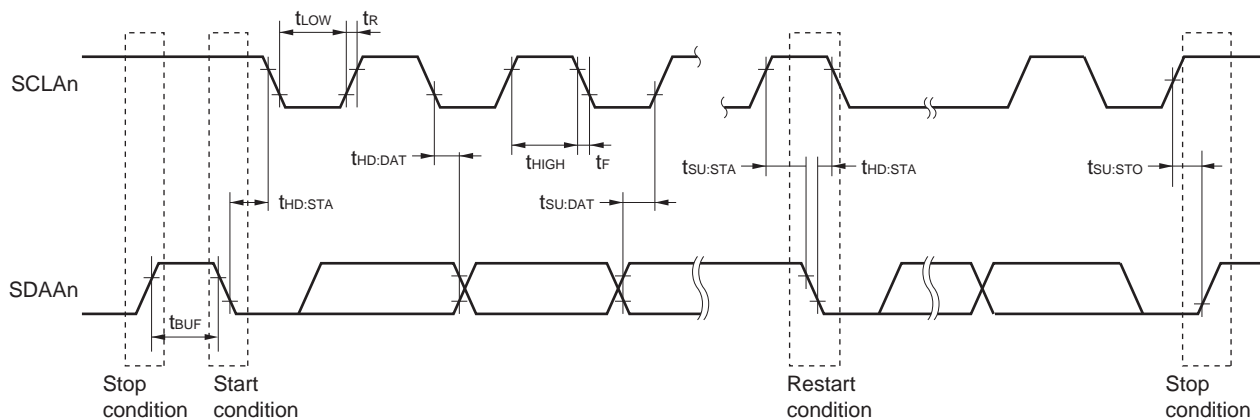 tLOW
tR
SCLAn
tHD:DAT
tHIGH
tF
tSU:STA
tHD:STA
tSU:STO
tHD:STA
tSU:DAT
SDAAn
tBUF
Stop
condition
Start
condition
Restart
condition
Stop
condition